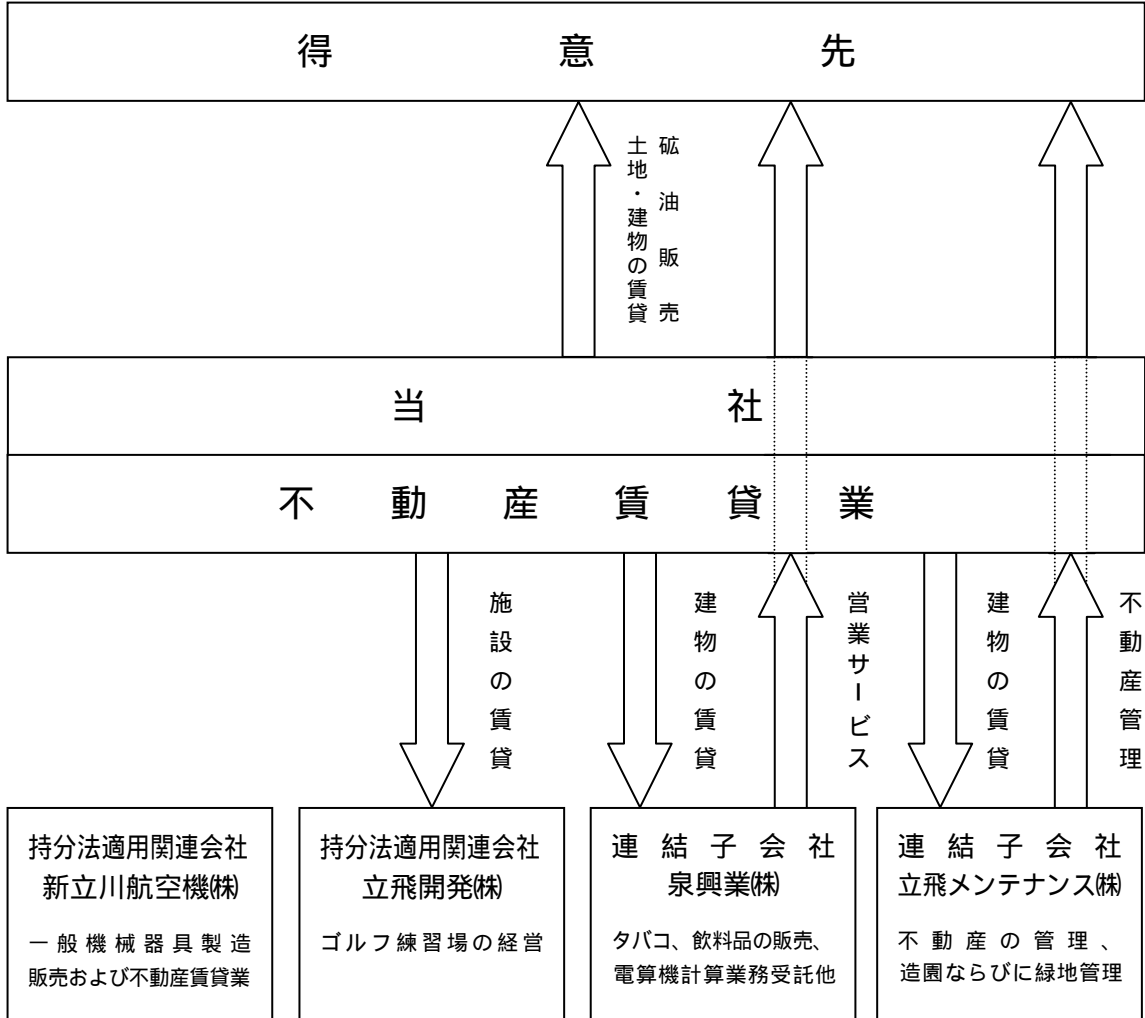 得意先
砿油販売
土地・建物の賃貸
当社
不動産賃貸業
施設の賃貸
建物の賃貸
営業サービス
建物の賃貸
不動産管理
持分法適用関連会社
新立川航空機㈱
一般機械器具製造
販売および不動産賃貸業
持分法適用関連会社
立飛開発㈱
ゴルフ練習場の経営
連結子会社
泉興業㈱
タバコ、飲料品の販売、
電算機計算業務受託他
連結子会社
立飛メンテナンス㈱
不動産の管理、
造園ならびに緑地管理